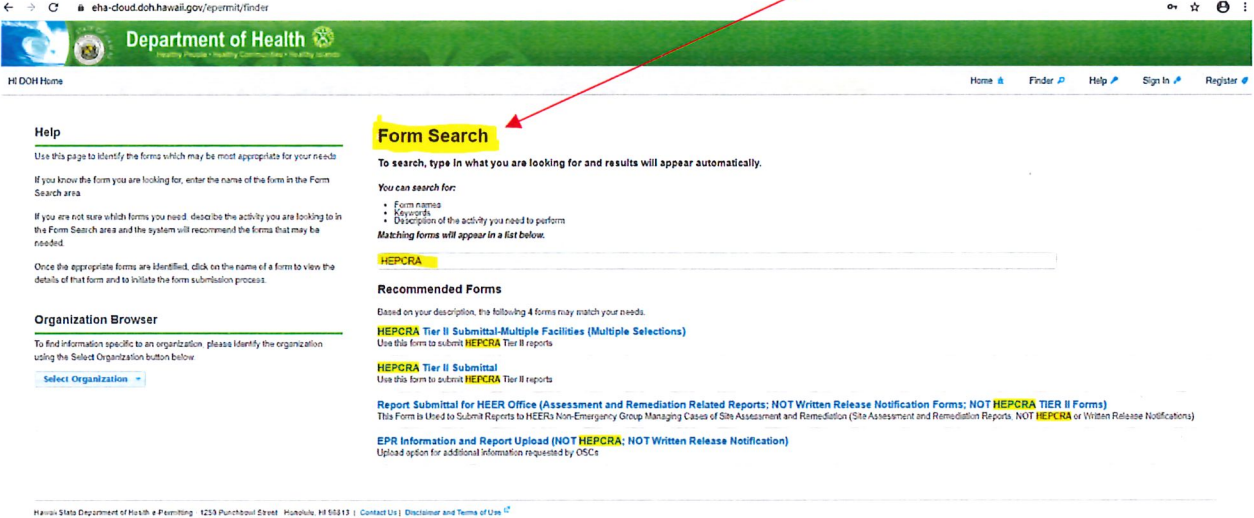 eha-cloud.doh.hawaii.gov/epermit/finder
Department of Health
Healthy People • Healthy Communities • Healthy Islands
HI DOH Home
Home
Finder
Help
Sign In
Register
Help
Use this page to identify the forms which may be most appropriate for your needs
If you know the form you are looking for, enter the name of the form in the Form
Search area
If you are not sure which forms you need, describe the activity you are looking to in
the Form Search area and the system will recommend the forms that may be
needed.
Once the appropriate forms are identified, click on the name of a form to view the
details of that form and to initiate the form submission process.
Organization Browser
To find information specific to an organization, please identify the organization
using the Select Organization button below
Select Organization
Form Search
To search, type in what you are looking for and results will appear automatically.
You can search for:
• Form names
• Keywords
• Description of the activity you need to perform
Matching forms will appear in a list below.
HEPCRA
Recommended Forms
Based on your description, the following 4 forms may match your needs.
HEPCRA Tier II Submittal-Multiple Facilities (Multiple Selections)
Use this form to submit HEPCRA Tier II reports
HEPCRA Tier II Submittal
Use this form to submit HEPCRA Tier II reports
Report Submittal for HEER Office (Assessment and Remediation Related Reports; NOT Written Release Notification Forms; NOT HEPCRA TIER II Forms)
This Form is Used to Submit Reports to HEERs Non-Emergency Group Managing Cases of Site Assessment and Remediation (Site Assessment and Remediation Reports, NOT HEPCRA or Written Release Notifications)
EPR Information and Report Upload (NOT HEPCRA; NOT Written Release Notification)
Upload option for additional information requested by OSCs
Hawaii State Department of Health e-Permitting 1253 Punchbowl Street Honolulu, HI 96813 | Contact Us | Disclaimer and Terms of Use